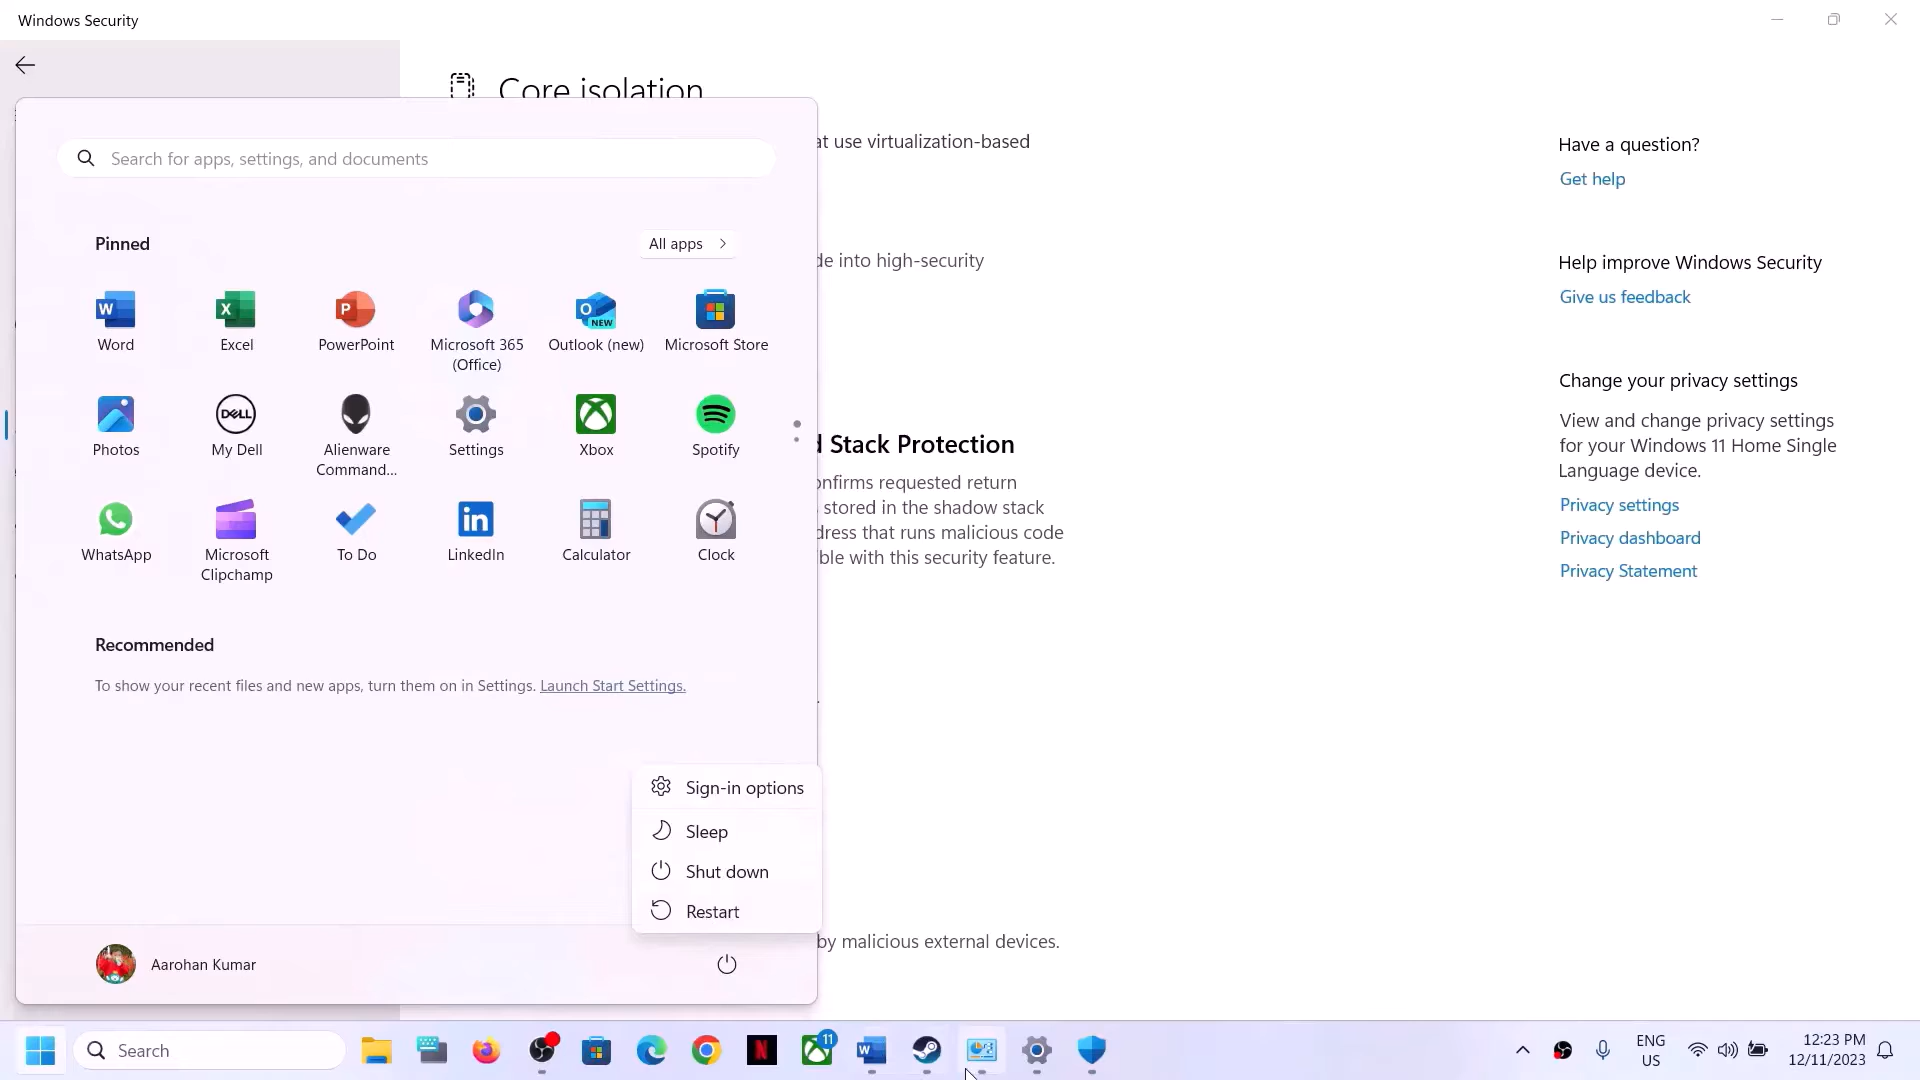 Windows Security
Core isolation
Search for apps, settings, and documents
Pinned
All apps
Word
Excel
PowerPoint
Microsoft 365
(Office)
Outlook (new)
Microsoft Store
Photos
My Dell
Alienware
Command...
Settings
Xbox
Spotify
WhatsApp
Microsoft
Clipchamp
To Do
LinkedIn
Calculator
Clock
Recommended
To show your recent files and new apps, turn them on in Settings. Launch Start Settings.
Sign-in options
Sleep
Shut down
Restart
Aarohan Kumar
at use virtualization-based
de into high-security
d Stack Protection
onfirms requested return
stored in the shadow stack
dress that runs malicious code
ble with this security feature.
by malicious external devices.
Have a question?
Get help
Help improve Windows Security
Give us feedback
Change your privacy settings
View and change privacy settings
for your Windows 11 Home Single
Language device.
Privacy settings
Privacy dashboard
Privacy Statement
Search
11
ENG
US
12:23 PM
12/11/2023